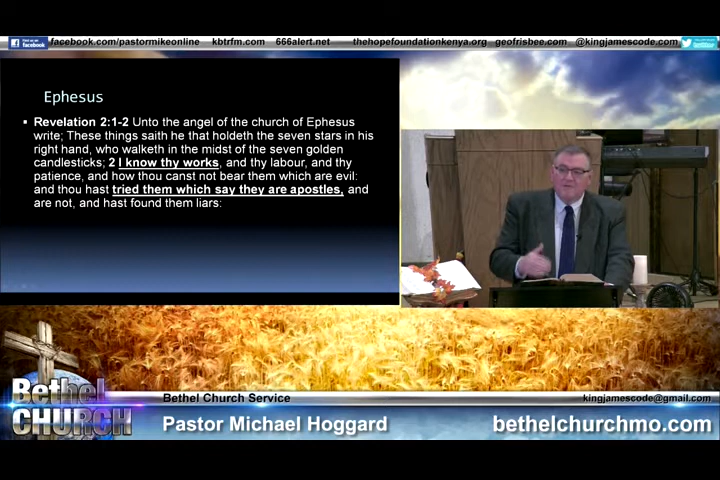 Find us on facebook facebook.com/pastormikeonline kbtrfm.com 666alert.net thehopefoundationkenya.org geofrisbee.com @kingjamescode.com twitter
Ephesus
Revelation 2:1-2 Unto the angel of the church of Ephesus
write; These things saith he that holdeth the seven stars in his
right hand, who walketh in the midst of the seven golden
candlesticks; 2 I know thy works, and thy labour, and thy
patience, and how thou canst not bear them which are evil:
and thou hast tried them which say they are apostles, and
are not, and hast found them liars:
Bethel
CHURCH
Bethel Church Service
kingjamescode@gmail.com
Pastor Michael Hoggard
bethelchurchmo.com